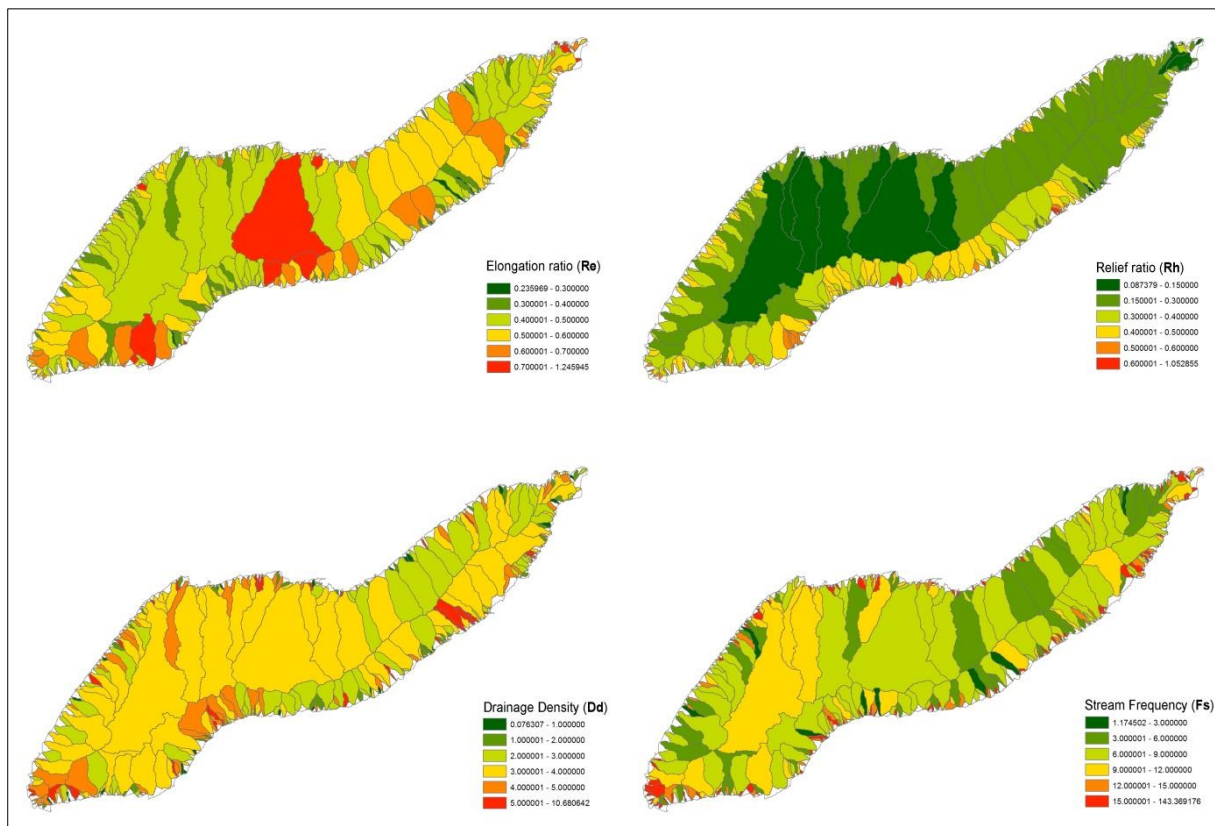 Elongation ratio (Re)
0.235969 - 0.300000
0.300001 - 0.400000
0.400001 - 0.500000
0.500001 - 0.600000
0.600001 - 0.700000
0.700001 - 1.245945
Relief ratio (Rh)
0.087379 - 0.150000
0.150001 - 0.300000
0.300001 - 0.400000
0.400001 - 0.500000
0.500001 - 0.600000
0.600001 - 1.052855
Drainage Density (Dd)
0.076307 - 1.000000
1.000001 - 2.000000
2.000001 - 3.000000
3.000001 - 4.000000
4.000001 - 5.000000
5.000001 - 10.680642
Stream Frequency (Fs)
1.174502 - 3.000000
3.000001 - 6.000000
6.000001 - 9.000000
9.000001 - 12.000000
12.000001 - 15.000000
15.000001 - 143.369176